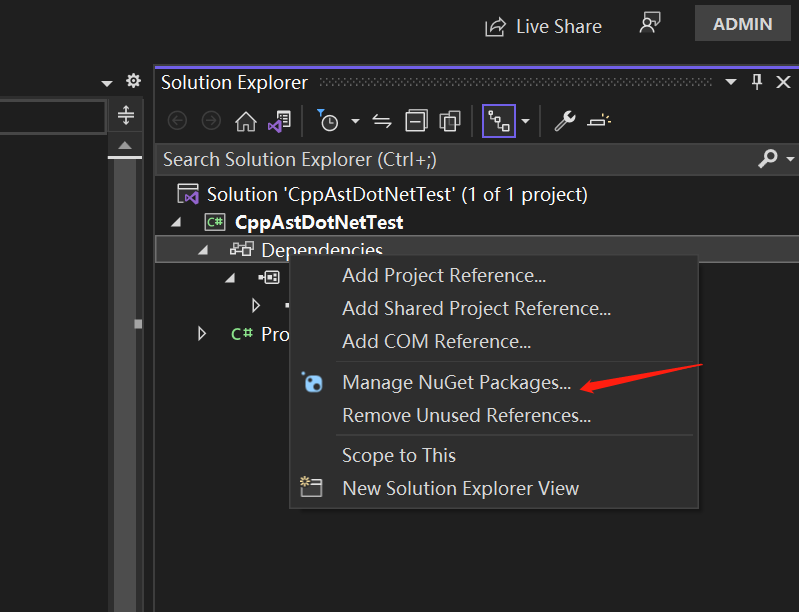 Live Share
ADMIN
Solution Explorer
Search Solution Explorer (Ctrl+;)
Solution 'CppAstDotNetTest' (1 of 1 project)
C# CppAstDotNetTest
Dependencies
Add Project Reference...
Add Shared Project Reference...
C# Pro
Add COM Reference...
Manage NuGet Packages...
Remove Unused References...
Scope to This
New Solution Explorer View